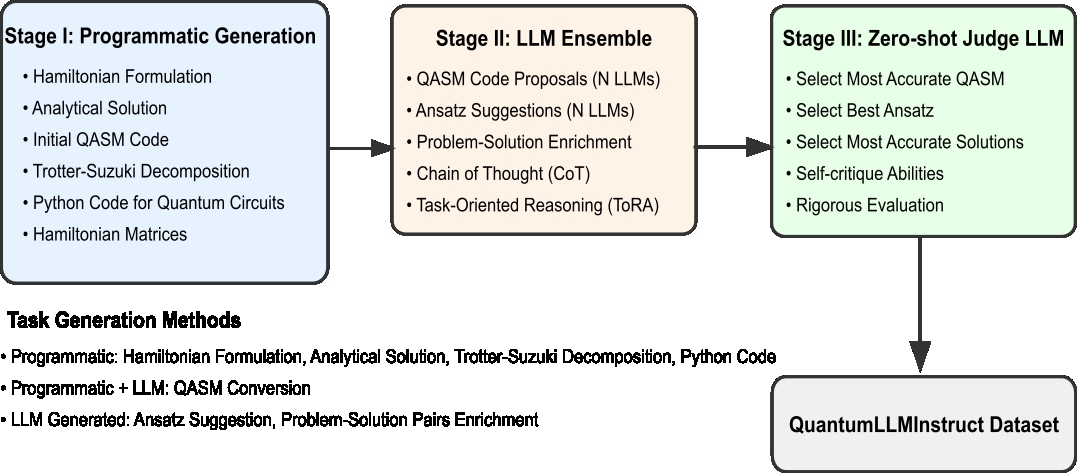 Stage I: Programmatic Generation
• Hamiltonian Formulation
• Analytical Solution
• Initial QASM Code
• Trotter-Suzuki Decomposition
• Python Code for Quantum Circuits
• Hamiltonian Matrices
Stage II: LLM Ensemble
• QASM Code Proposals (N LLMs)
• Ansatz Suggestions (N LLMs)
• Problem-Solution Enrichment
• Chain of Thought (CoT)
• Task-Oriented Reasoning (ToRA)
Stage III: Zero-shot Judge LLM
• Select Most Accurate QASM
• Select Best Ansatz
• Select Most Accurate Solutions
• Self-critique Abilities
• Rigorous Evaluation
Task Generation Methods
• Programmatic: Hamiltonian Formulation, Analytical Solution, Trotter-Suzuki Decomposition, Python Code
• Programmatic + LLM: QASM Conversion
• LLM Generated: Ansatz Suggestion, Problem-Solution Pairs Enrichment
QuantumLLMInstruct Dataset